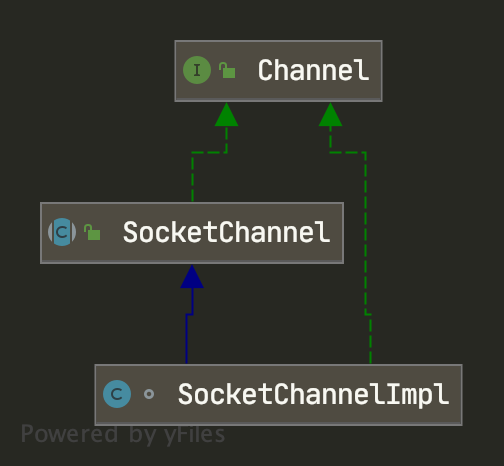 I Channel
C SocketChannel
C SocketChannelImpl
Powered by yFiles